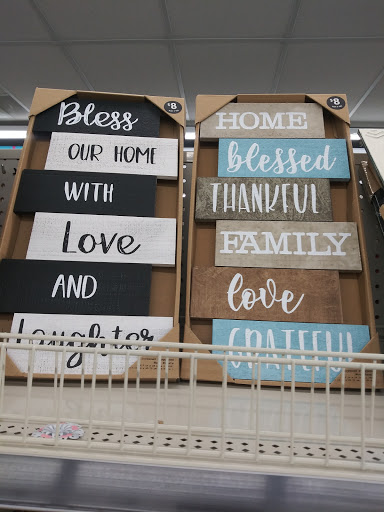 Bless
OUR HOME
WITH
Love
AND
Laughter
$8
HOME
blessed
THANKFUL
FAMILY
love
GRATEFUL
$8